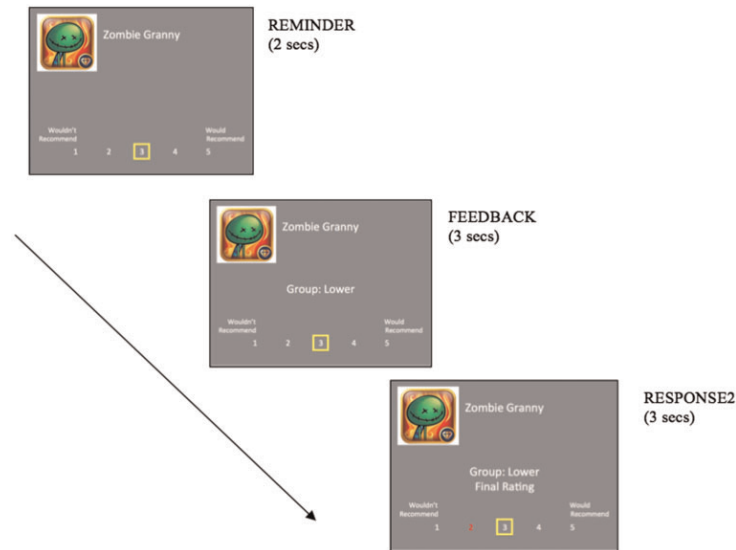 REMINDER
(2 secs)
Zombie Granny
Wouldn't
Recommend
Would
Recommend
1 2 3 4 5
FEEDBACK
(3 secs)
Zombie Granny
Group: Lower
Wouldn't
Recommend
Would
Recommend
1 2 3 4 5
RESPONSE2
(3 secs)
Zombie Granny
Group: Lower
Final Rating
Wouldn't
Recommend
Would
Recommend
1 2 3 4 5